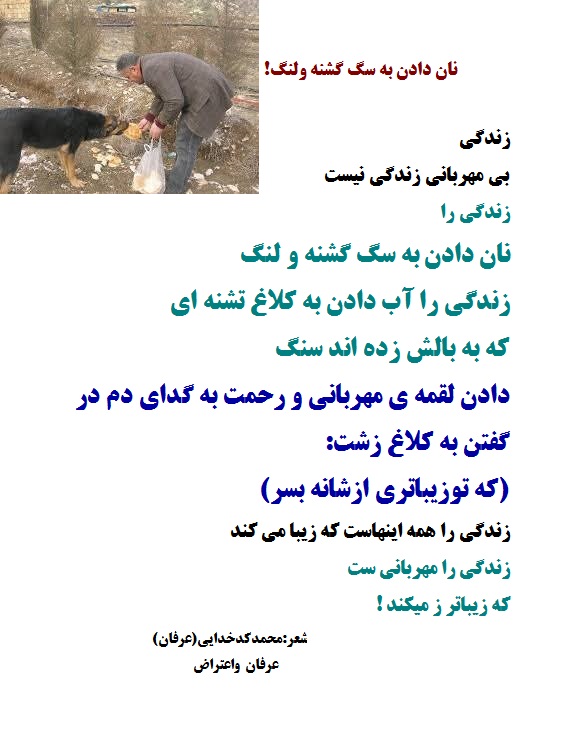 نان دادن به سگ گشنه ولنگ!
زندگی
بی مهربانی زندگی نیست
زندگی را
نان دادن به سگ گشنه و لنگ
زندگی را آب دادن به کلاغ تشنه ای
که به بالش زده اند سنگ
دادن لقمه ی مهربانی و رحمت به گدای دم در
گفتن به کلاغ زشت:
(که توزیباتری ازشانه بسر)
زندگی را همه اینهاست که زیبا می کند
زندگی را مهربانی ست
که زیباتر ز میکند !
شعر:محمدکدخدایی(عرفان)
عرفان واعتراض